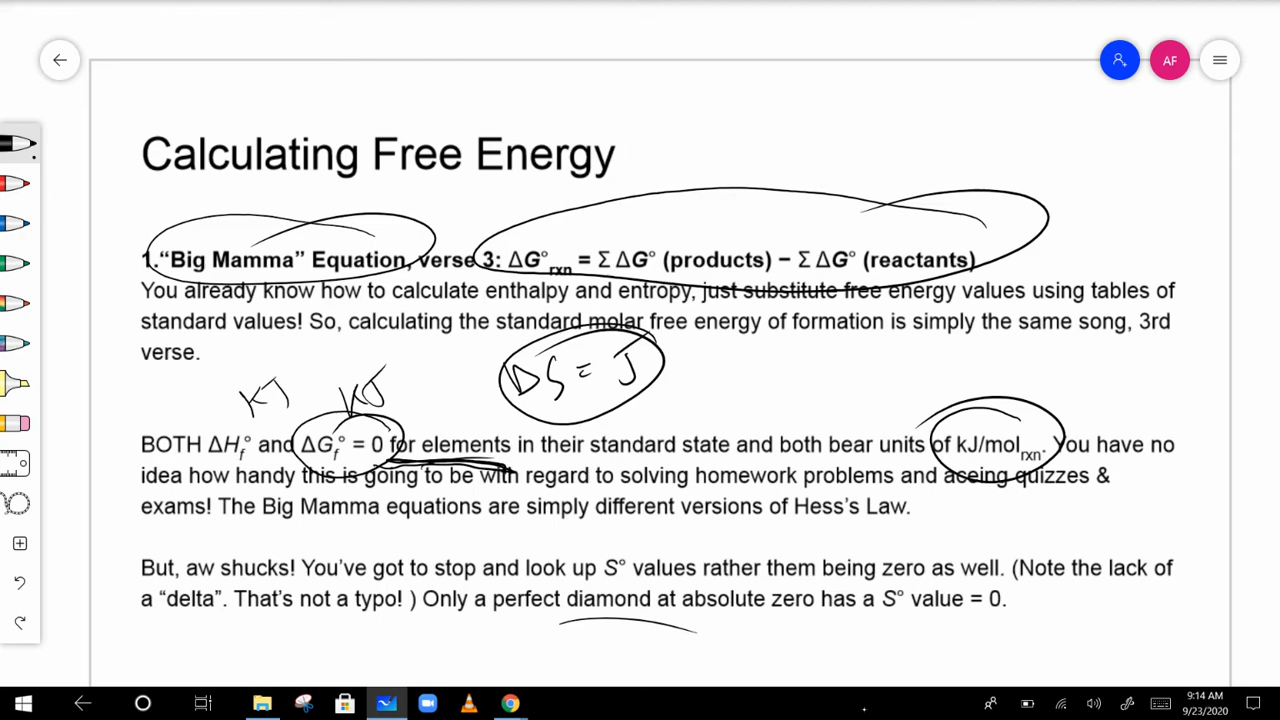 AF
Calculating Free Energy
1.“Big Mamma” Equation, verse 3: ΔG°rxn = Σ ΔG° (products) − Σ ΔG° (reactants)
You already know how to calculate enthalpy and entropy, just substitute free energy values using tables of
standard values! So, calculating the standard molar free energy of formation is simply the same song, 3rd
verse.
DS = J
KJ KJ
BOTH ΔHf° and ΔGf° = 0 for elements in their standard state and both bear units of kJ/molrxn. You have no
idea how handy this is going to be with regard to solving homework problems and aceing quizzes &
exams! The Big Mamma equations are simply different versions of Hess’s Law.
But, aw shucks! You’ve got to stop and look up S° values rather them being zero as well. (Note the lack of
a “delta”. That’s not a typo! ) Only a perfect diamond at absolute zero has a S° value = 0.
9:14 AM
9/23/2020